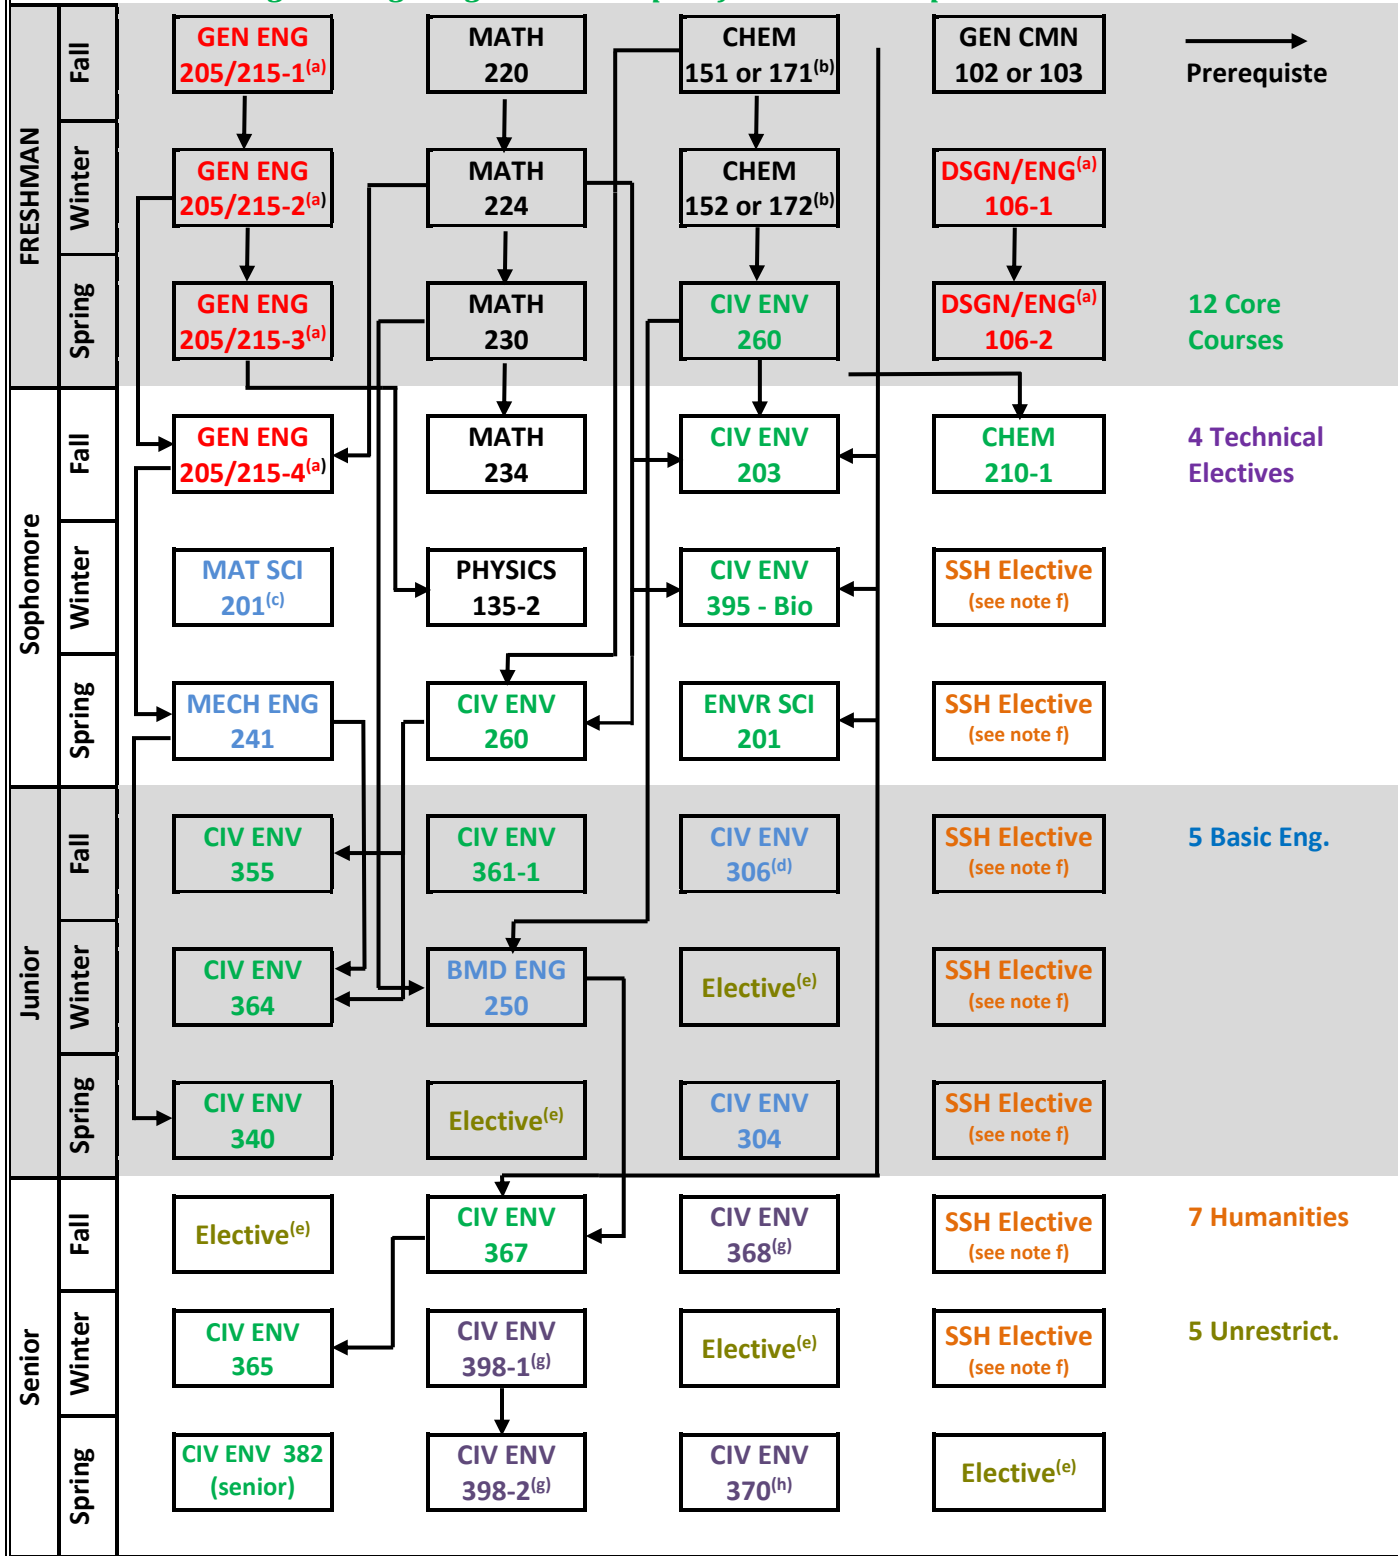 FRESHMAN
Fall
GEN ENG
205/215-1(a)
MATH
220
CHEM
151 or 171(b)
GEN CMN
102 or 103
Prerequiste
Winter
GEN ENG
205/215-2(a)
MATH
224
CHEM
152 or 172(b)
DSGN/ENG(a)
106-1
Spring
GEN ENG
205/215-3(a)
MATH
230
CIV ENV
260
DSGN/ENG(a)
106-2
12 Core
Courses
Sophomore
Fall
GEN ENG
205/215-4(a)
MATH
234
CIV ENV
203
CHEM
210-1
4 Technical
Electives
Winter
MAT SCI
201(c)
PHYSICS
135-2
CIV ENV
395 - Bio
SSH Elective
(see note f)
Spring
MECH ENG
241
CIV ENV
260
ENVR SCI
201
SSH Elective
(see note f)
Junior
Fall
CIV ENV
355
CIV ENV
361-1
CIV ENV
306(d)
SSH Elective
(see note f)
5 Basic Eng.
Winter
CIV ENV
364
BMD ENG
250
Elective(e)
SSH Elective
(see note f)
Spring
CIV ENV
340
Elective(e)
CIV ENV
304
SSH Elective
(see note f)
Senior
Fall
Elective(e)
CIV ENV
367
CIV ENV
368(g)
SSH Elective
(see note f)
7 Humanities
Winter
CIV ENV
365
CIV ENV
398-1(g)
Elective(e)
SSH Elective
(see note f)
5 Unrestrict.
Spring
CIV ENV 382
(senior)
CIV ENV
398-2(g)
CIV ENV
370(h)
Elective(e)